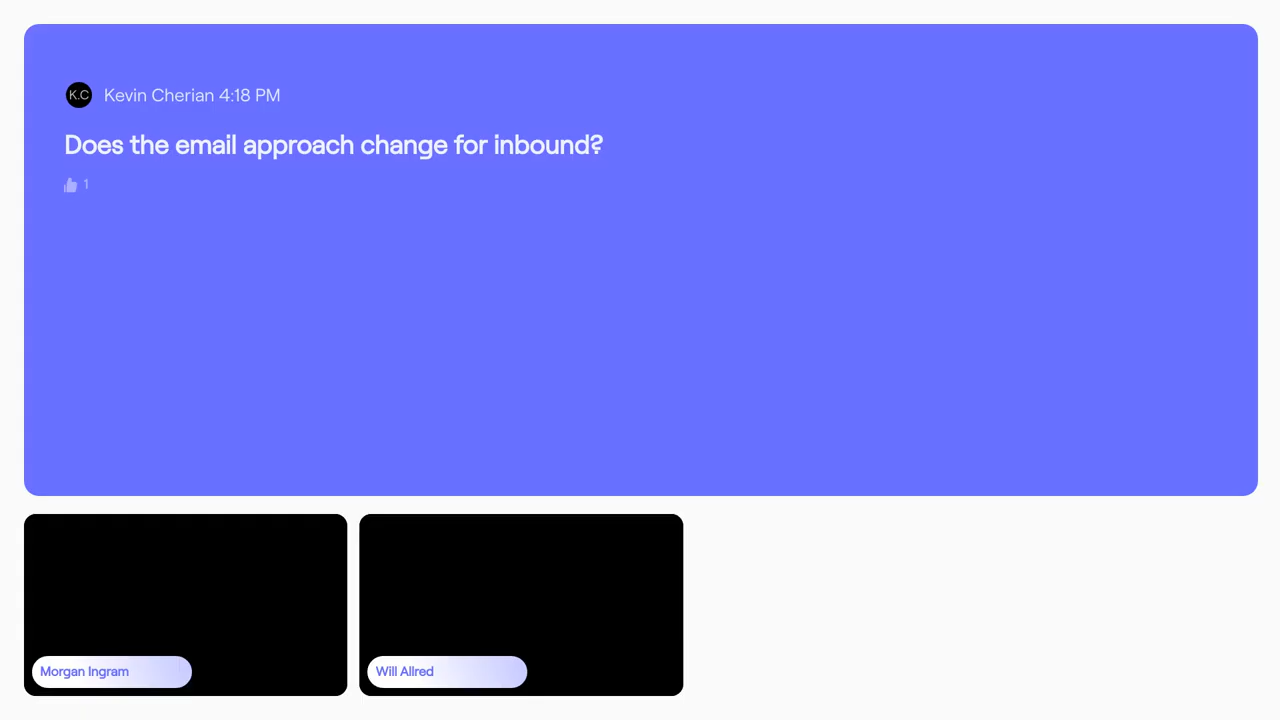 K.C Kevin Cherian 4:18 PM
Does the email approach change for inbound?
1
Morgan Ingram
Will Allred